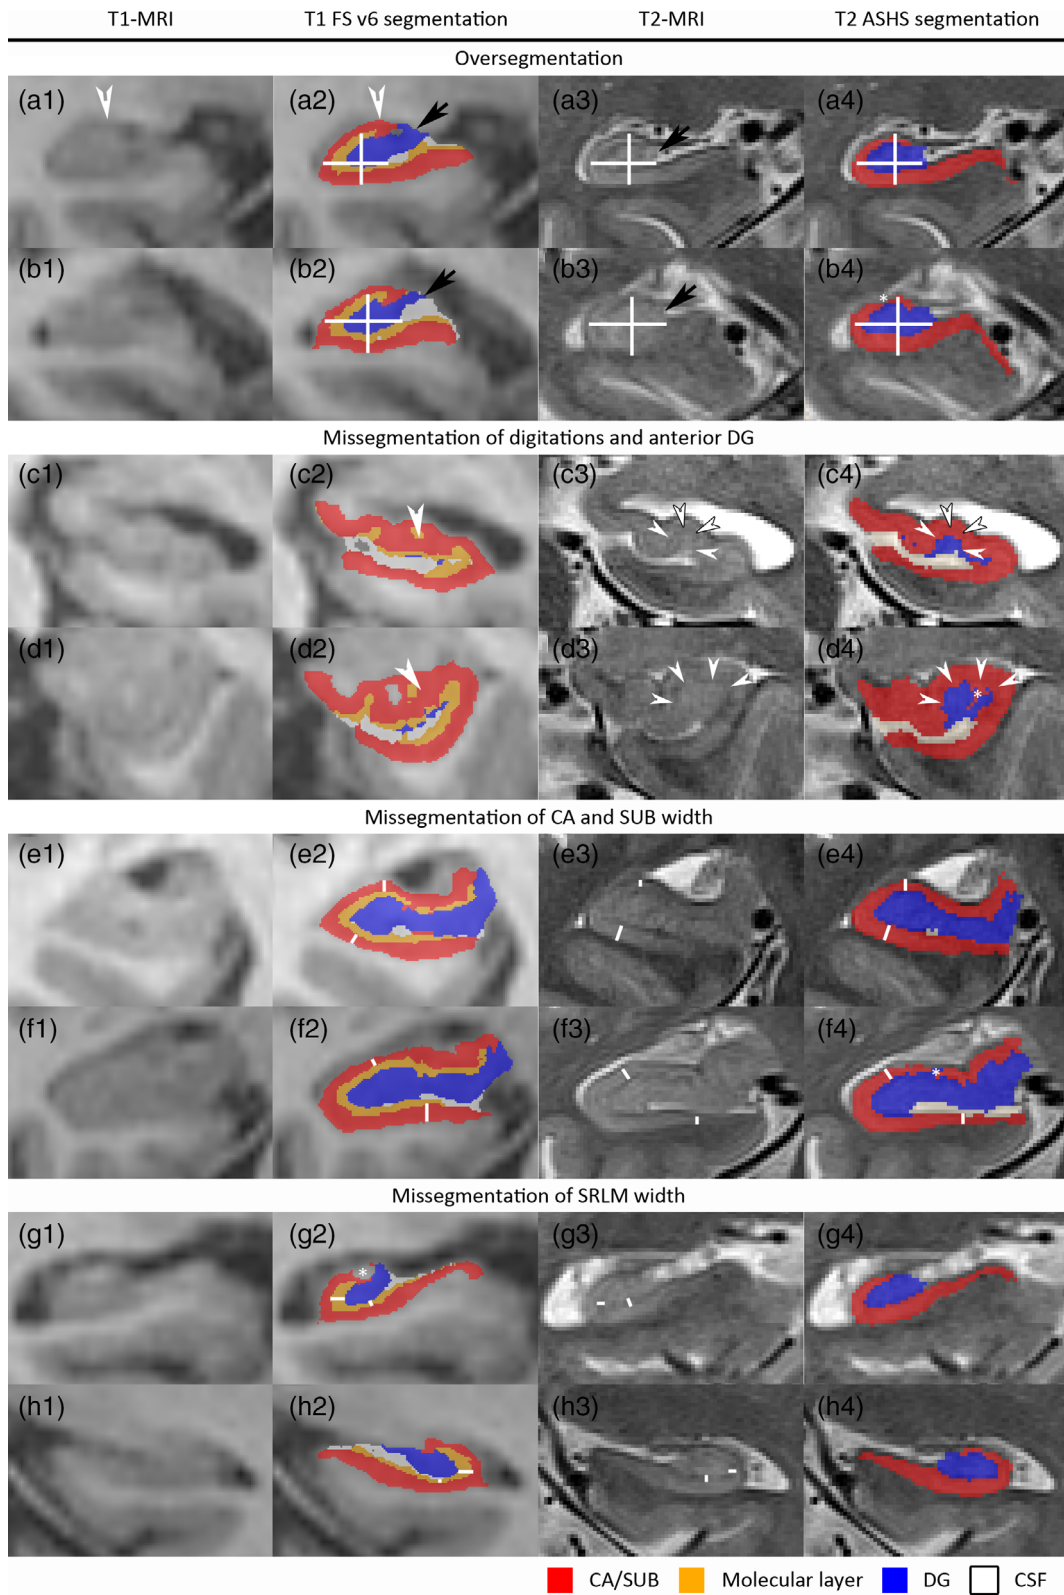 T1-MRI T1 FS v6 segmentation T2-MRI T2 ASHS segmentation
Oversegmentation
(a1) (a2) (a3) (a4)
(b1) (b2) (b3) (b4)
*
Missegmentation of digitations and anterior DG
(c1) (c2) (c3) (c4)
(d1) (d2) (d3) (d4)
*
Missegmentation of CA and SUB width
(e1) (e2) (e3) (e4)
(f1) (f2) (f3) (f4)
*
Missegmentation of SRLM width
(g1) (g2) (g3) (g4)
*
(h1) (h2) (h3) (h4)
CA/SUB Molecular layer DG CSF